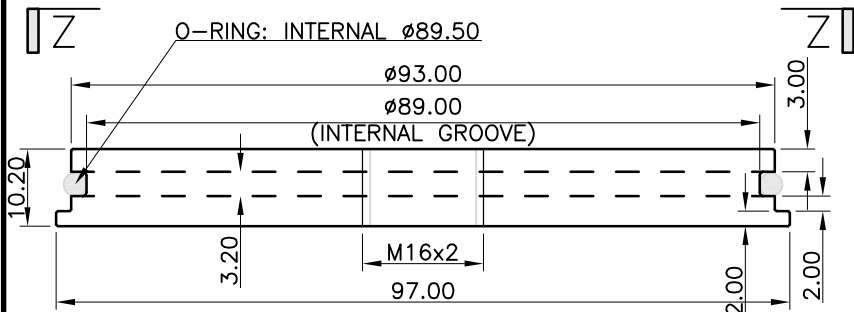 Z
Z
O-RING: INTERNAL ø89.50
ø93.00
ø89.00
(INTERNAL GROOVE)
3.00
10.20
3.20
M16x2
97.00
2.00
2.00